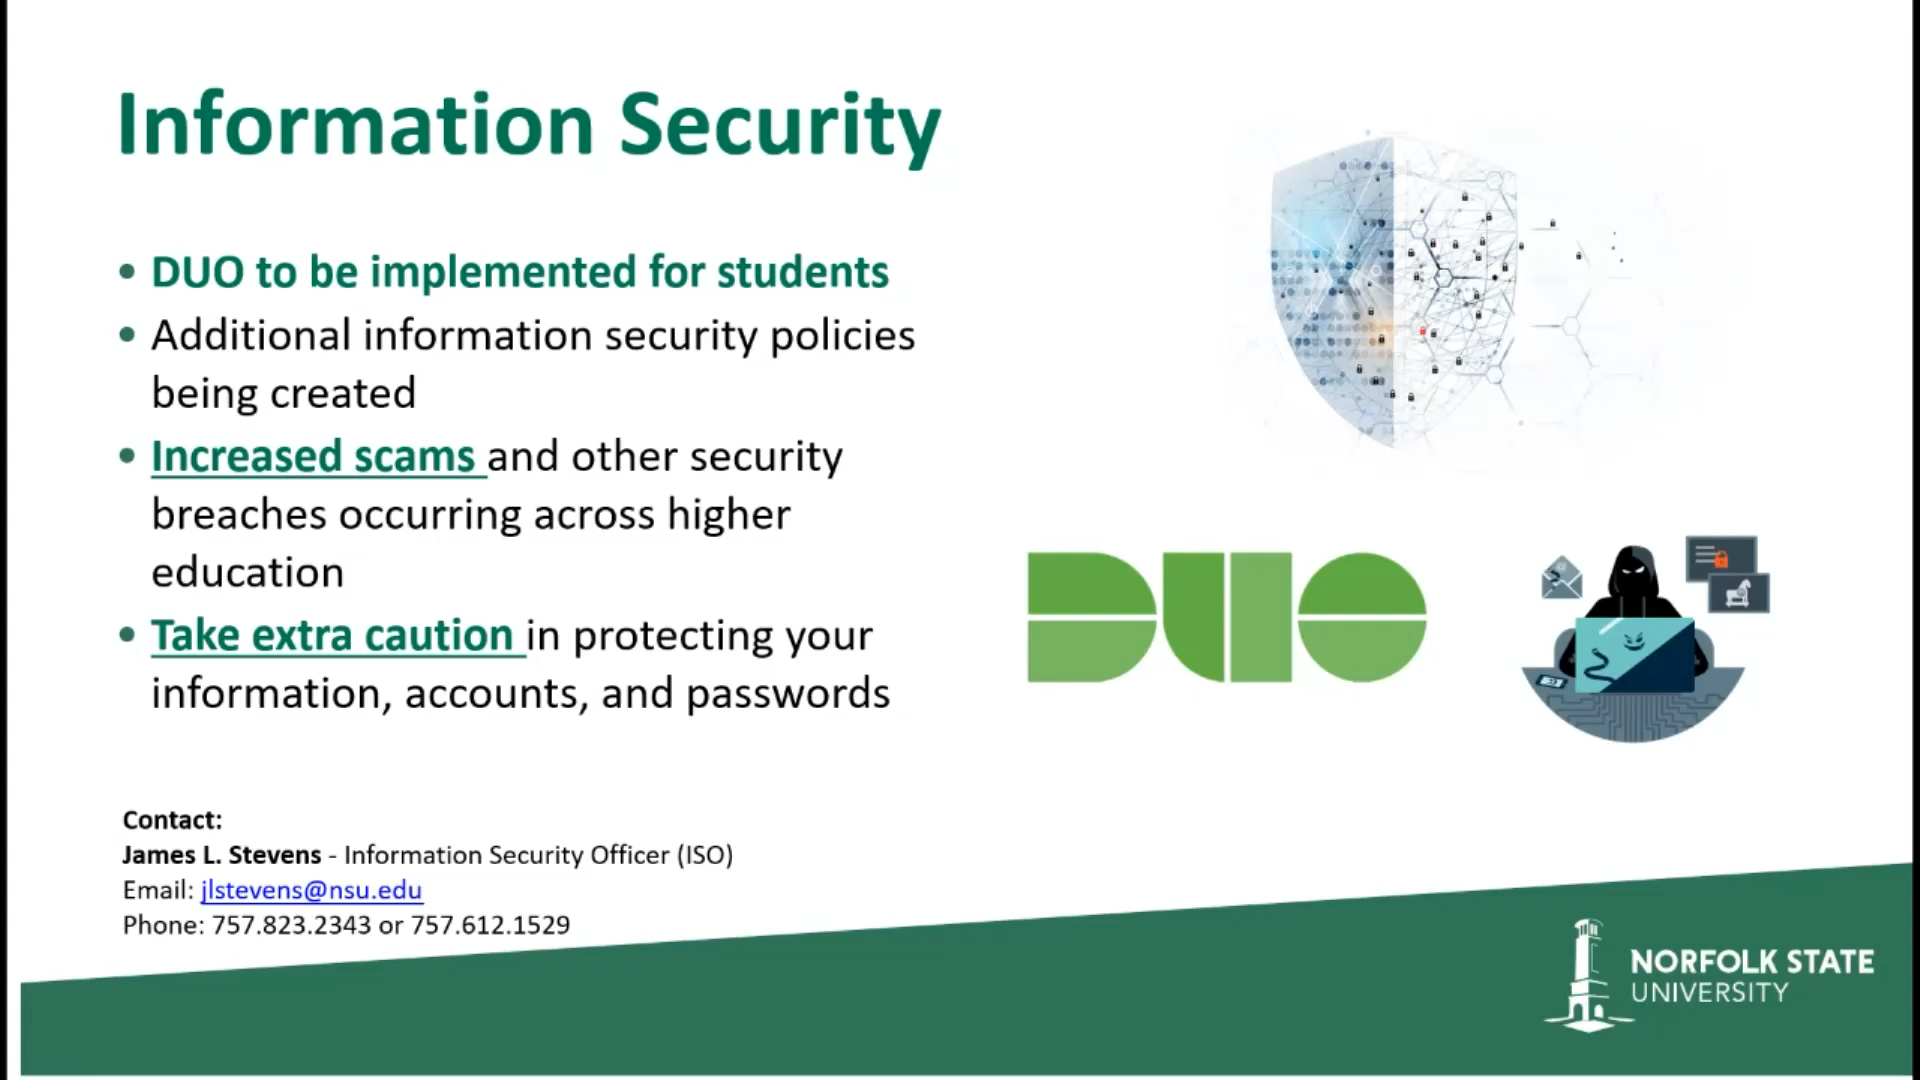 Information Security
• DUO to be implemented for students
• Additional information security policies
being created
• Increased scams and other security
breaches occurring across higher
education
• Take extra caution in protecting your
information, accounts, and passwords
DUO
Contact:
James L. Stevens - Information Security Officer (ISO)
Email: jlstevens@nsu.edu
Phone: 757.823.2343 or 757.612.1529
NORFOLK STATE
UNIVERSITY